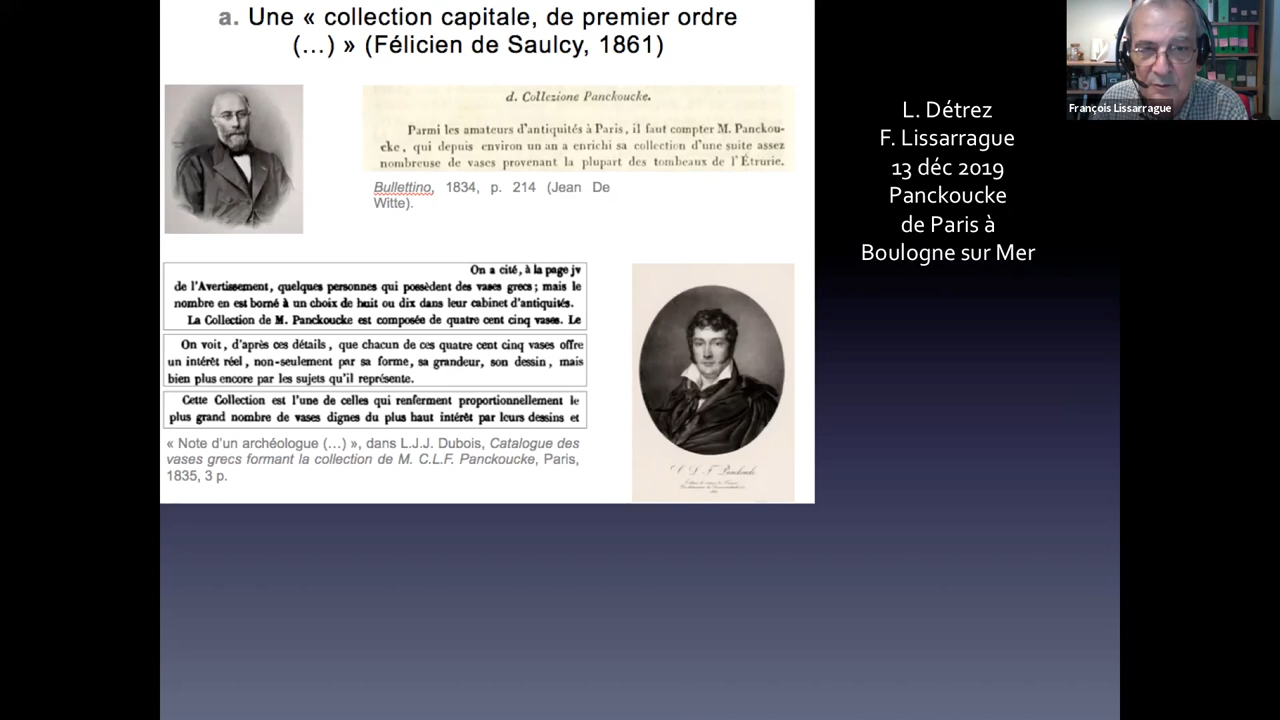 a. Une « collection capitale, de premier ordre
(…) » (Félicien de Saulcy, 1861)
d. Collezione Panckoucke.
Parmi les amateurs d'antiquités à Paris, il faut compter M. Panckou-
cke, qui depuis environ un an a enrichi sa collection d'une suite assez
nombreuse de vases provenant la plupart des tombeaux de l'Étrurie.
Bullettino, 1834, p. 214 (Jean De
Witte).
On a cité, à la page jv
de l'Avertissement, quelques personnes qui possèdent des vases grecs; mais le
nombre en est borné à un choix de huit ou dix dans leur cabinet d'antiquités.
La Collection de M. Panckoucke est composée de quatre cent cinq vases. Le
On voit, d'après ces détails, que chacun de ces quatre cent cinq vases offre
un intérêt réel, non-seulement par sa forme, sa grandeur, son dessin, mais
bien plus encore par les sujets qu'il représente.
Cette Collection est l'une de celles qui renferment proportionnellement le
plus grand nombre de vases dignes du plus haut intérêt par leurs dessins et
« Note d'un archéologue (…) », dans L.J.J. Dubois, Catalogue des
vases grecs formant la collection de M. C.L.F. Panckoucke, Paris,
1835, 3 p.
C L F Panckoucke
L. Détrez
F. Lissarrague
13 déc 2019
Panckoucke
de Paris à
Boulogne sur Mer
François Lissarrague